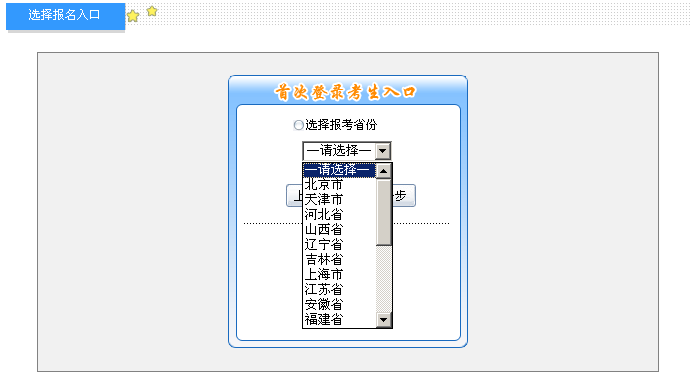 选择报名入口
首次登录考生入口
选择报考省份
—请选择—
—请选择—
北京市
天津市
上
步
河北省
山西省
辽宁省
吉林省
上海市
江苏省
安徽省
福建省